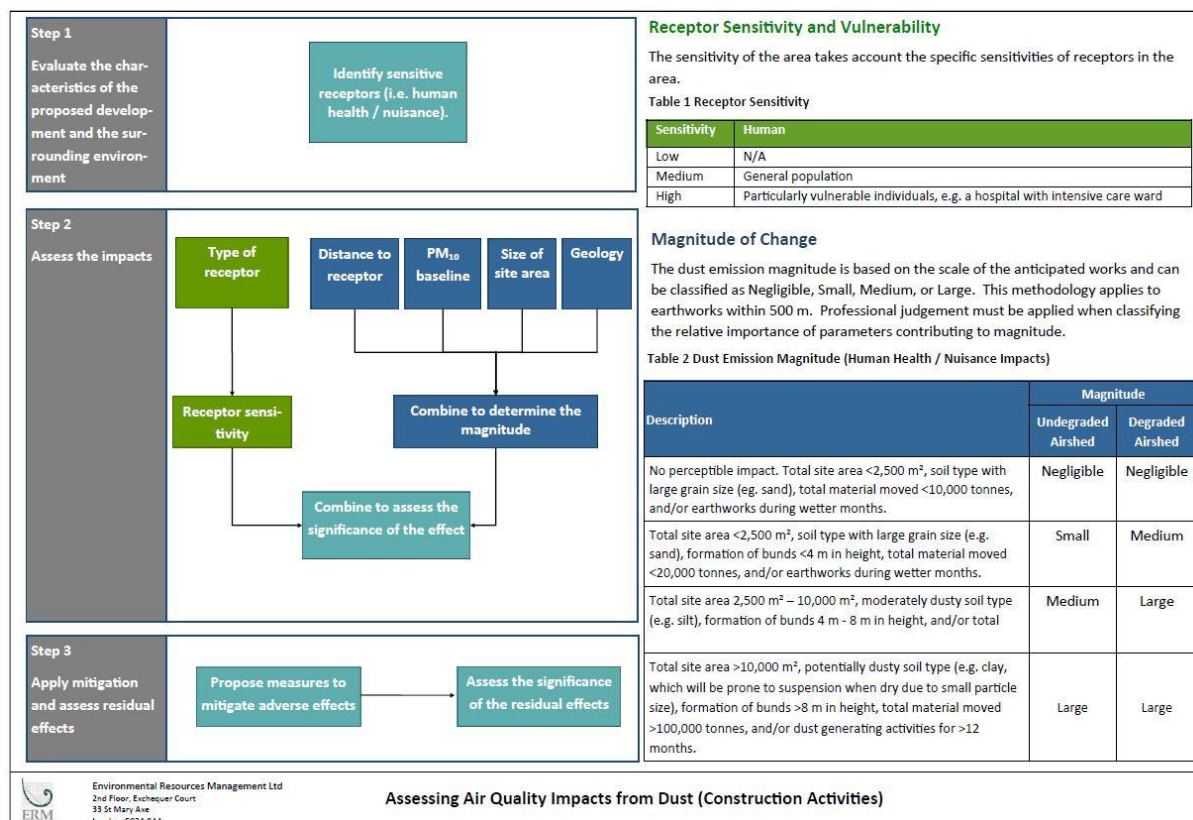 Step 1
Evaluate the char-
acteristics of the
proposed develop-
ment and the sur-
rounding environ-
ment
Identify sensitive
receptors (i.e. human
health / nuisance).
Step 2
Assess the impacts
Type of
receptor
Distance to
receptor
PM₁₀
baseline
Size of
site area
Geology
Receptor sensi-
tivity
Combine to determine the
magnitude
Combine to assess the
significance of the effect
Step 3
Apply mitigation
and assess residual
effects
Propose measures to
mitigate adverse effects
Assess the significance
of the residual effects
Receptor Sensitivity and Vulnerability
The sensitivity of the area takes account the specific sensitivities of receptors in the
area.
Table 1 Receptor Sensitivity
Sensitivity Human
Low N/A
Medium General population
High Particularly vulnerable individuals, e.g. a hospital with intensive care ward
Magnitude of Change
The dust emission magnitude is based on the scale of the anticipated works and can
be classified as Negligible, Small, Medium, or Large. This methodology applies to
earthworks within 500 m. Professional judgement must be applied when classifying
the relative importance of parameters contributing to magnitude.
Table 2 Dust Emission Magnitude (Human Health / Nuisance Impacts)
Description
Magnitude
Undegraded
Airshed
Degraded
Airshed
No perceptible impact. Total site area <2,500 m², soil type with
large grain size (eg. sand), total material moved <10,000 tonnes,
and/or earthworks during wetter months.
Negligible
Negligible
Total site area <2,500 m², soil type with large grain size (e.g.
sand), formation of bunds <4 m in height, total material moved
<20,000 tonnes, and/or earthworks during wetter months.
Small
Medium
Total site area 2,500 m² – 10,000 m², moderately dusty soil type
(e.g. silt), formation of bunds 4 m - 8 m in height, and/or total
Medium
Large
Total site area >10,000 m², potentially dusty soil type (e.g. clay,
which will be prone to suspension when dry due to small particle
size), formation of bunds >8 m in height, total material moved
>100,000 tonnes, and/or dust generating activities for >12
months.
Large
Large
ERM
Environmental Resources Management Ltd
2nd Floor, Exchequer Court
33 St Mary Axe
Assessing Air Quality Impacts from Dust (Construction Activities)